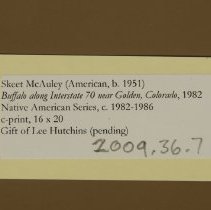 Skeet McAuley (American, b. 1951)
Buffalo along Interstate 70 near Golden, Colorado, 1982
Native American Series, c. 1982-1986
c-print, 16 x 20
Gift of Lee Hutchins (pending)
2009.36.7